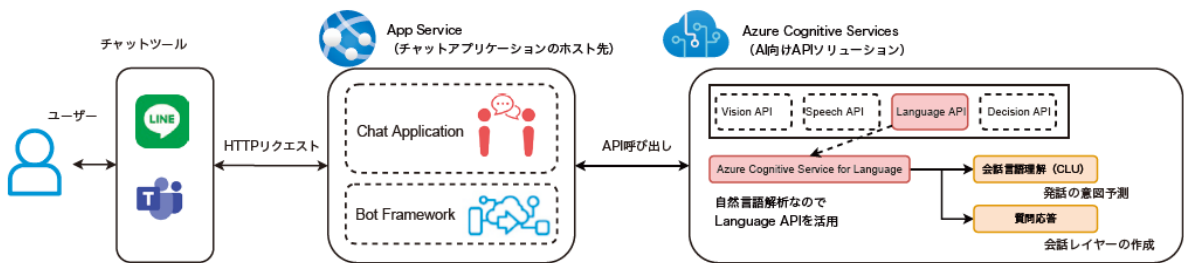 ユーザー
チャットツール
LINE
T
HTTPリクエスト
App Service
（チャットアプリケーションのホスト先）
Chat Application
Bot Framework
API呼び出し
Azure Cognitive Services
（AI向けAPIソリューション）
Vision API
Speech API
Language API
Decision API
Azure Cognitive Service for Language
自然言語解析なので
Language APIを活用
会話言語理解（CLU）
発話の意図予測
質問応答
会話レイヤーの作成